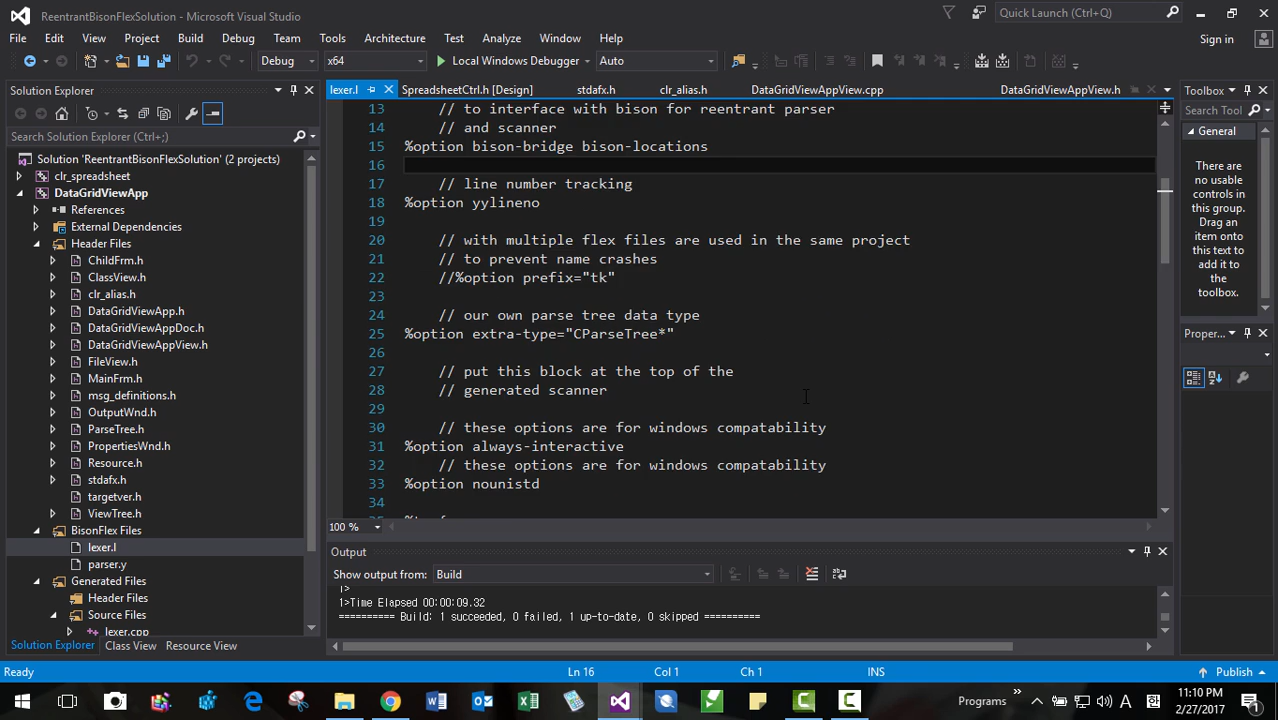 ReentrantBisonFlexSolution - Microsoft Visual Studio
Quick Launch (Ctrl+Q)
File Edit View Project Build Debug Team Tools Architecture Test Analyze Window Help
Sign in
Debug x64 Local Windows Debugger Auto
Solution Explorer
Search Solution Explorer (Ctrl+;)
Solution 'ReentrantBisonFlexSolution' (2 projects)
clr_spreadsheet
DataGridViewApp
References
External Dependencies
Header Files
ChildFrm.h
ClassView.h
clr_alias.h
DataGridViewApp.h
DataGridViewAppDoc.h
DataGridViewAppView.h
FileView.h
MainFrm.h
msg_definitions.h
OutputWnd.h
ParseTree.h
PropertiesWnd.h
Resource.h
stdafx.h
targetver.h
ViewTree.h
BisonFlex Files
lexer.l
parser.y
Generated Files
Header Files
Source Files
lexer.cpp
Solution Explorer Class View Resource View
lexer.l SpreadsheetCtrl.h [Design] stdafx.h clr_alias.h DataGridViewAppView.cpp DataGridViewAppView.h
13 // to interface with bison for reentrant parser
14 // and scanner
15 %option bison-bridge bison-locations
16
17 // line number tracking
18 %option yylineno
19
20 // with multiple flex files are used in the same project
21 // to prevent name crashes
22 //%option prefix="tk"
23
24 // our own parse tree data type
25 %option extra-type="CParseTree*"
26
27 // put this block at the top of the
28 // generated scanner
29
30 // these options are for windows compatability
31 %option always-interactive
32 // these options are for windows compatability
33 %option nounistd
34
100 %
Output
Show output from: Build
1>
1>Time Elapsed 00:00:09.32
========== Build: 1 succeeded, 0 failed, 1 up-to-date, 0 skipped ==========
Toolbox
Search Tool
General
There are
no usable
controls in
this group.
Drag an
item onto
this text to
add it to
the
toolbox.
Proper...
Ready Ln 16 Col 1 Ch 1 INS Publish
Programs
A
11:10 PM
2/27/2017